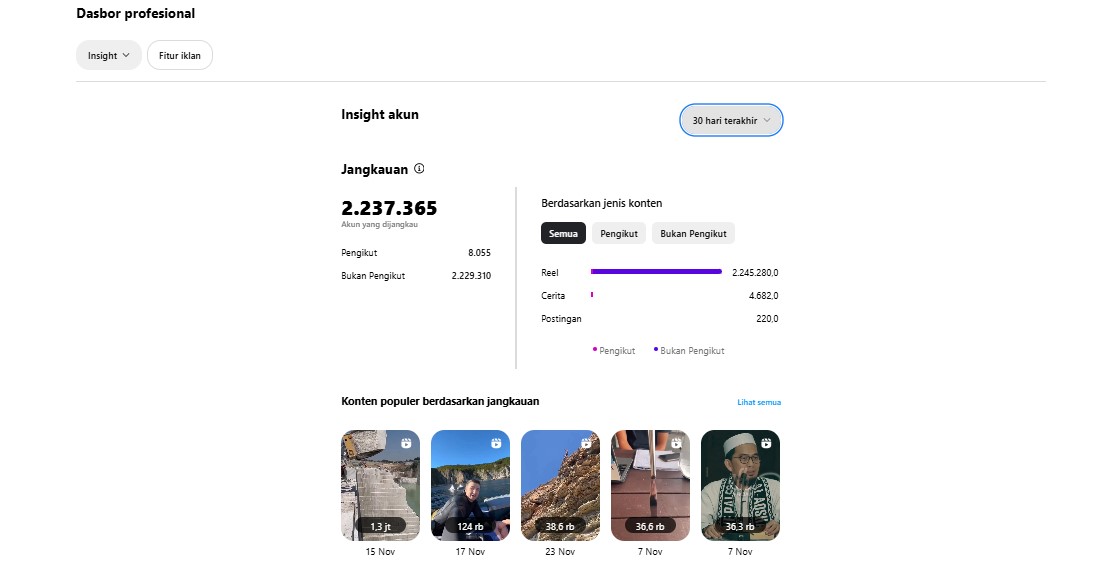 Dasbor profesional
Insight
Fitur iklan
Insight akun
30 hari terakhir
Jangkauan
2.237.365
Akun yang dijangkau
Pengikut 8.055
Bukan Pengikut 2.229.310
Berdasarkan jenis konten
Semua Pengikut Bukan Pengikut
Reel 2.245.280,0
Cerita 4.682,0
Postingan 220,0
Pengikut Bukan Pengikut
Konten populer berdasarkan jangkauan
Lihat semua
1,3 jt 124 rb 38,6 rb 36,6 rb 36,3 rb
15 Nov 17 Nov 23 Nov 7 Nov 7 Nov